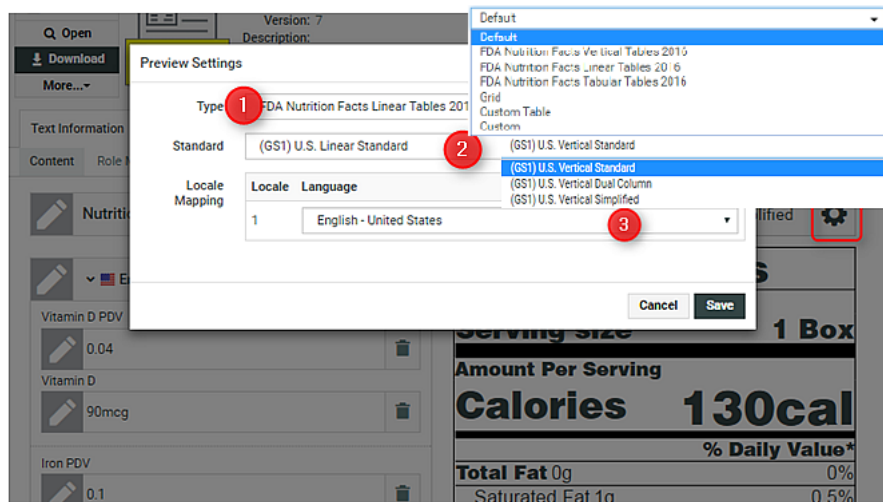 Version: 7
Description:
Open
Download
More...
Text Information
Content
Role
Default
Default
FDA Nutrition Facts Vertical Tables 2016
FDA Nutrition Facts Linear Tables 2016
FDA Nutrition Facts Tabular Tables 2016
Grid
Custom Table
Custom
Preview Settings
Type
1
FDA Nutrition Facts Linear Tables 201
Standard
(GS1) U.S. Linear Standard
2
(GS1) U.S. Vertical Standard
(GS1) U.S. Vertical Standard
(GS1) U.S. Vertical Dual Column
(GS1) U.S. Vertical Simplified
Locale
Mapping
Locale Language
1
English - United States
3
Cancel
Save
Vitamin D PDV
0.04
Vitamin D
90mcg
Iron PDV
0.1
Serving Size 1 Box
Amount Per Serving
Calories 130cal
% Daily Value*
Total Fat 0g 0%
Saturated Fat 1g 0.5%